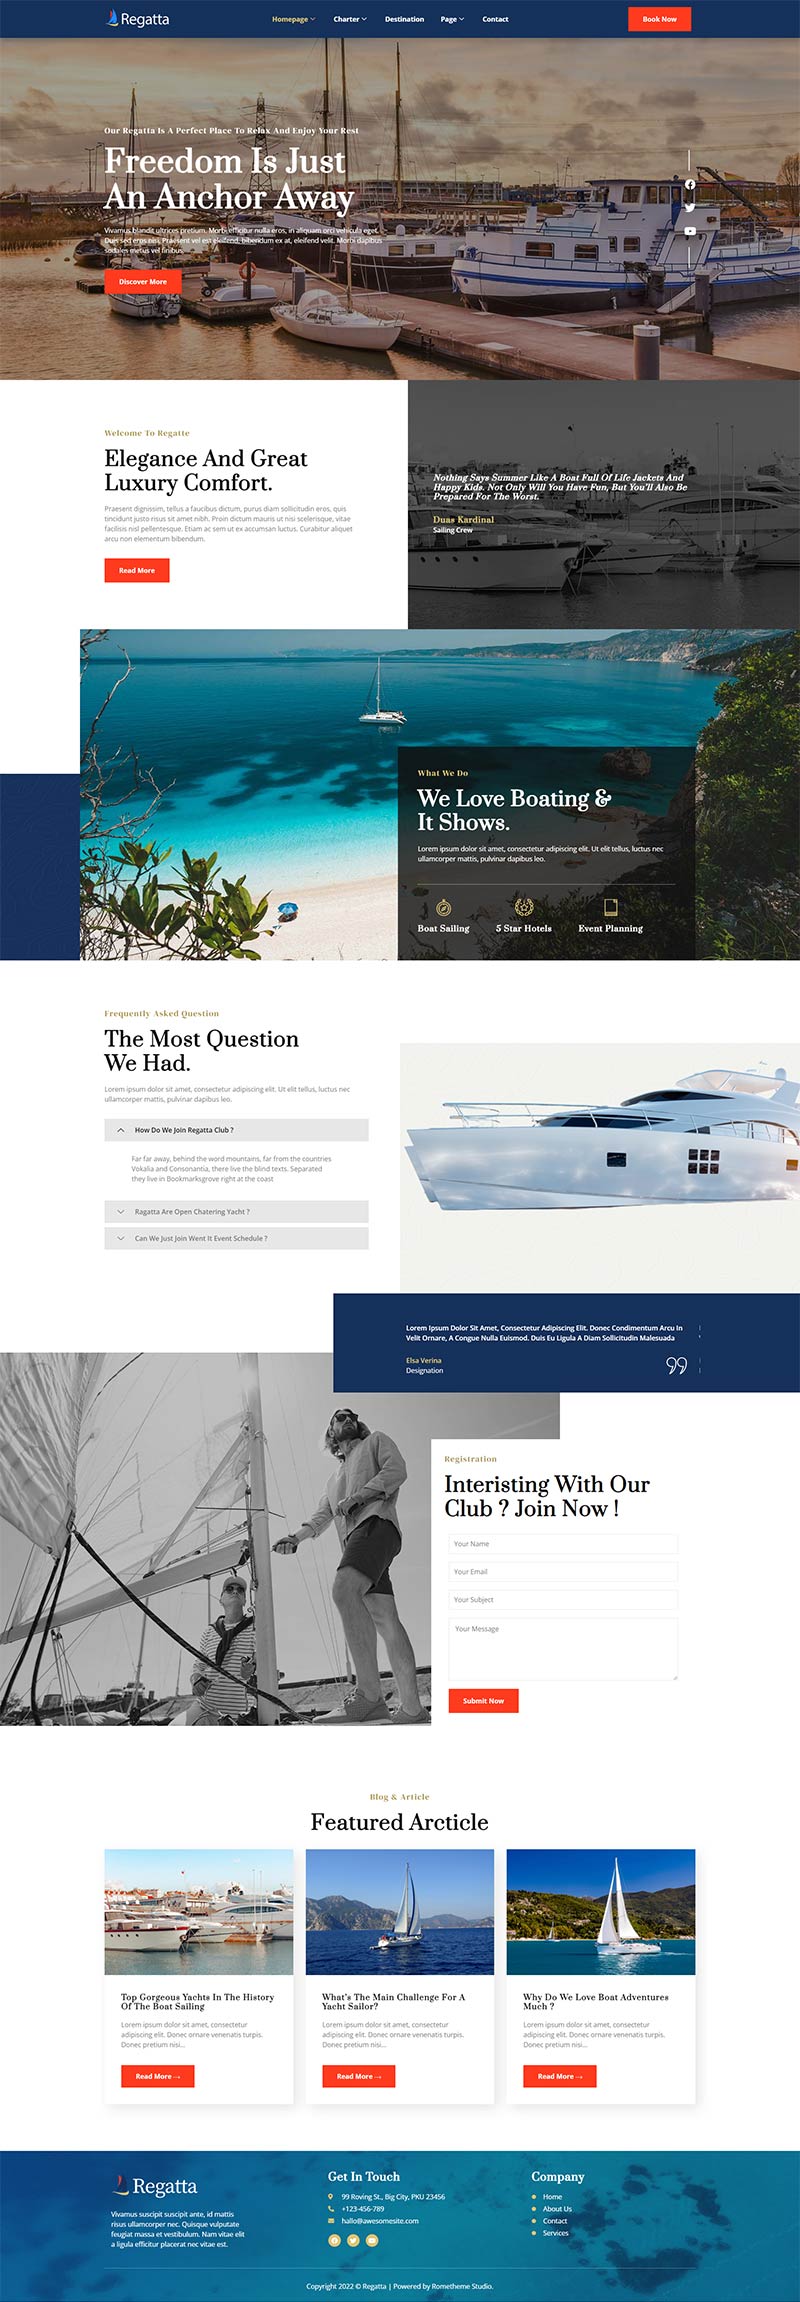 Regatta
Homepage
Charter
Destination
Page
Contact
Book Now
Our Regatta Is A Perfect Place To Relax And Enjoy Your Rest
Freedom Is Just
An Anchor Away
Vivamus blandit ultrices pretium. Morbi efficitur nulla eros, in aliquam orci vehicula eget.
Duis sed eros nisi. Praesent vel est eleifend, bibendum ex at, eleifend velit. Morbi dapibus
sodales metus vel finibus.
Discover More
Welcome To Regatte
Elegance And Great
Luxury Comfort.
Praesent dignissim, tellus a faucibus dictum, purus diam sollicitudin eros, quis
tincidunt justo risus sit amet nibh. Proin dictum mauris ut nisi scelerisque, vitae
facilisis nisl pellentesque. Etiam ac sem ut ex accumsan luctus. Curabitur aliquet
arcu non elementum bibendum.
Read More
Nothing Says Summer Like A Boat Full Of Life Jackets And
Happy Kids. Not Only Will You Have Fun, But You'll Also Be
Prepared For The Worst.
Duas Kardinal
Sailing Crew
What We Do
We Love Boating &
It Shows.
Lorem ipsum dolor sit amet, consectetur adipiscing elit. Ut elit tellus, luctus nec
ullamcorper mattis, pulvinar dapibus leo.
Boat Sailing
5 Star Hotels
Event Planning
Frequently Asked Question
The Most Question
We Had.
Lorem ipsum dolor sit amet, consectetur adipiscing elit. Ut elit tellus, luctus nec
ullamcorper mattis, pulvinar dapibus leo.
How Do We Join Regatta Club ?
Far far away, behind the word mountains, far from the countries
Vokalia and Consonantia, there live the blind texts. Separated
they live in Bookmarksgrove right at the coast
Ragatta Are Open Chatering Yacht ?
Can We Just Join Went It Event Schedule ?
Lorem Ipsum Dolor Sit Amet, Consectetur Adipiscing Elit. Donec Condimentum Arcu In
Velit Ornare, A Congue Nulla Euismod. Duis Eu Ligula A Diam Sollicitudin Malesuada
Elsa Verina
Designation
Registration
Interisting With Our
Club ? Join Now !
Your Name
Your Email
Your Subject
Your Message
Submit Now
Blog & Article
Featured Arcticle
Top Gorgeous Yachts In The History
Of The Boat Sailing
Lorem ipsum dolor sit amet, consectetur
adipiscing elit. Donec ornare venenatis turpis.
Donec pretium nisi...
Read More →
What's The Main Challenge For A
Yacht Sailor?
Lorem ipsum dolor sit amet, consectetur
adipiscing elit. Donec ornare venenatis turpis.
Donec pretium nisi...
Read More →
Why Do We Love Boat Adventures
Much ?
Lorem ipsum dolor sit amet, consectetur
adipiscing elit. Donec ornare venenatis turpis.
Donec pretium nisi...
Read More →
Regatta
Vivamus suscipit suscipit ante, id mattis
risus ullamcorper nec. Quisque vulputate
feugiat massa et vestibulum. Nam vitae elit
a ligula efficitur placerat nec vitae est.
Get In Touch
99 Roving St., Big City, PKU 23456
+123-456-789
hallo@awesomesite.com
Company
Home
About Us
Contact
Services
Copyright 2022 © Regatta | Powered by Rometheme Studio.